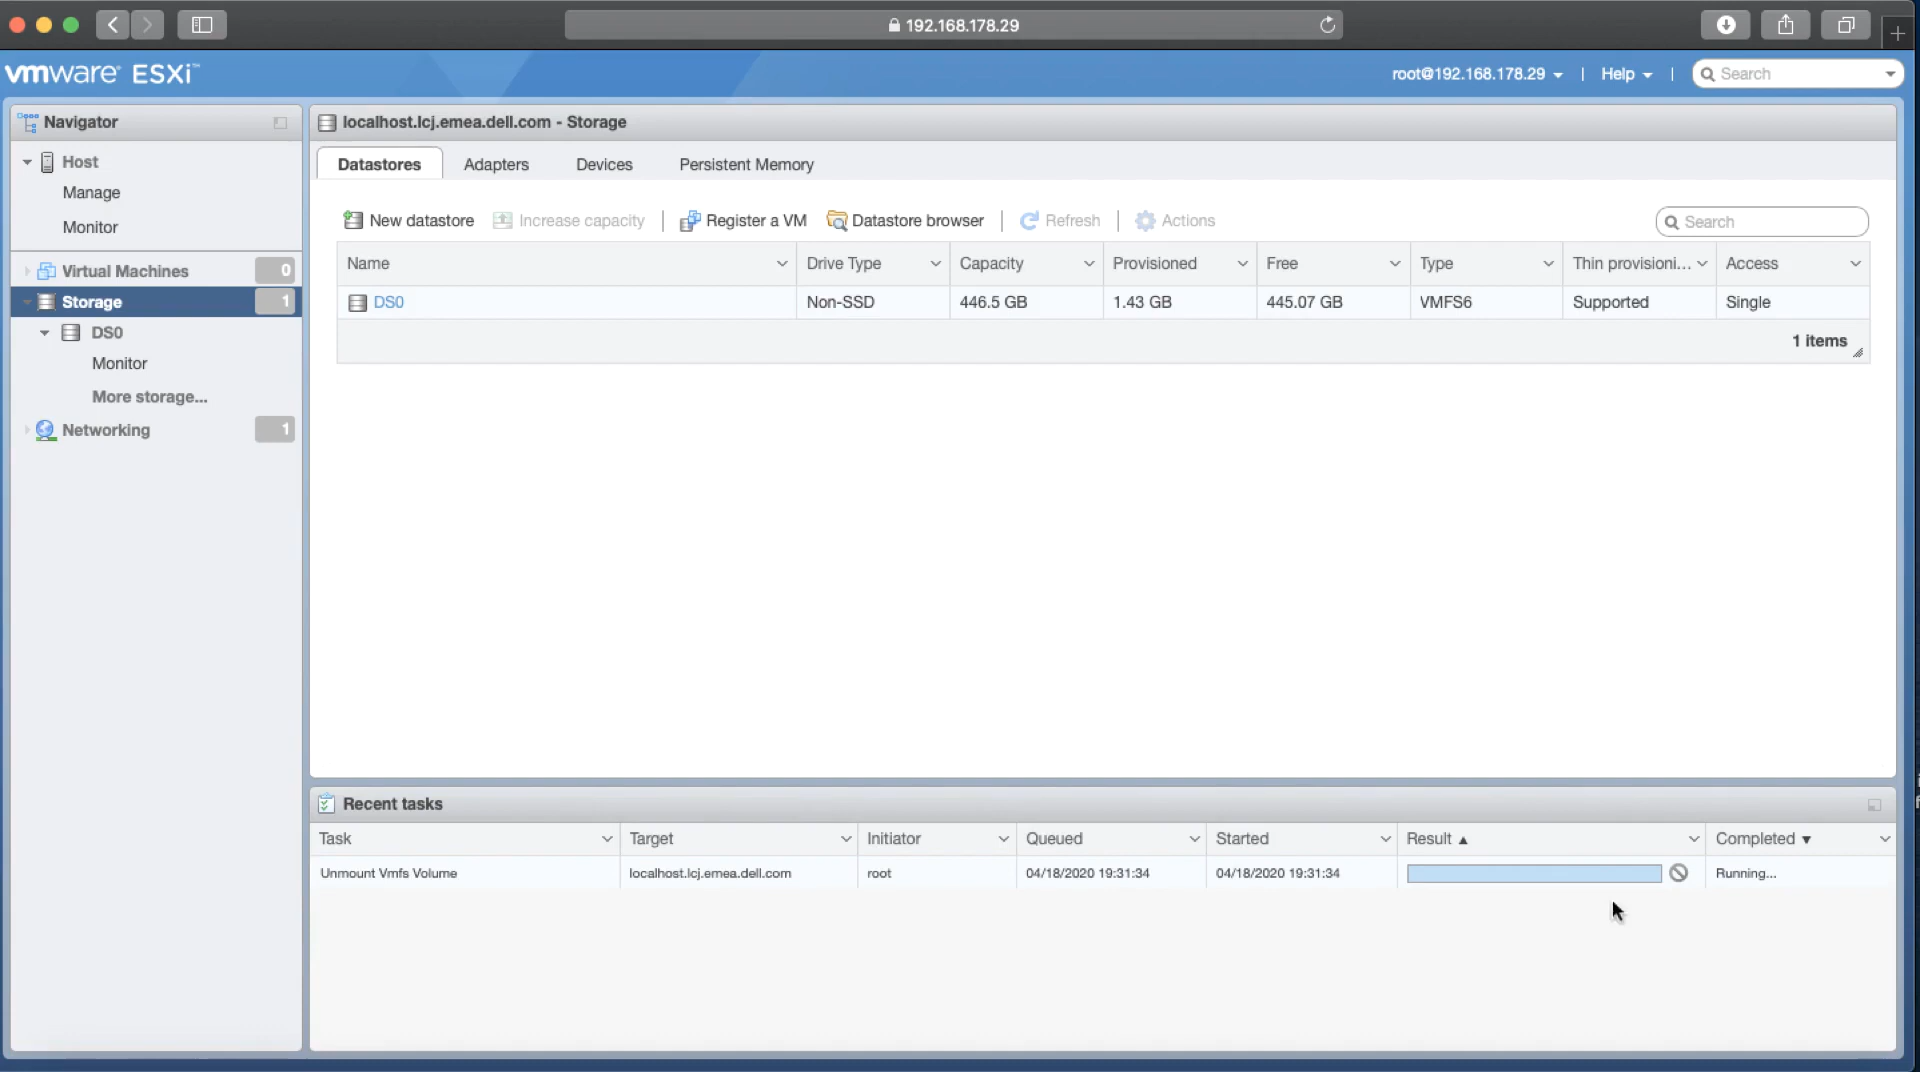 192.168.178.29
vmware® ESXi™
root@192.168.178.29 | Help | Search
Navigator
Host
Manage
Monitor
Virtual Machines 0
Storage 1
DS0
Monitor
More storage...
Networking 1
localhost.lcj.emea.dell.com - Storage
Datastores Adapters Devices Persistent Memory
New datastore Increase capacity | Register a VM Datastore browser | Refresh | Actions Search
Name Drive Type Capacity Provisioned Free Type Thin provisioni... Access
DS0 Non-SSD 446.5 GB 1.43 GB 445.07 GB VMFS6 Supported Single
1 items
Recent tasks
Task Target Initiator Queued Started Result ▲ Completed ▼
Unmount Vmfs Volume localhost.lcj.emea.dell.com root 04/18/2020 19:31:34 04/18/2020 19:31:34 Running...